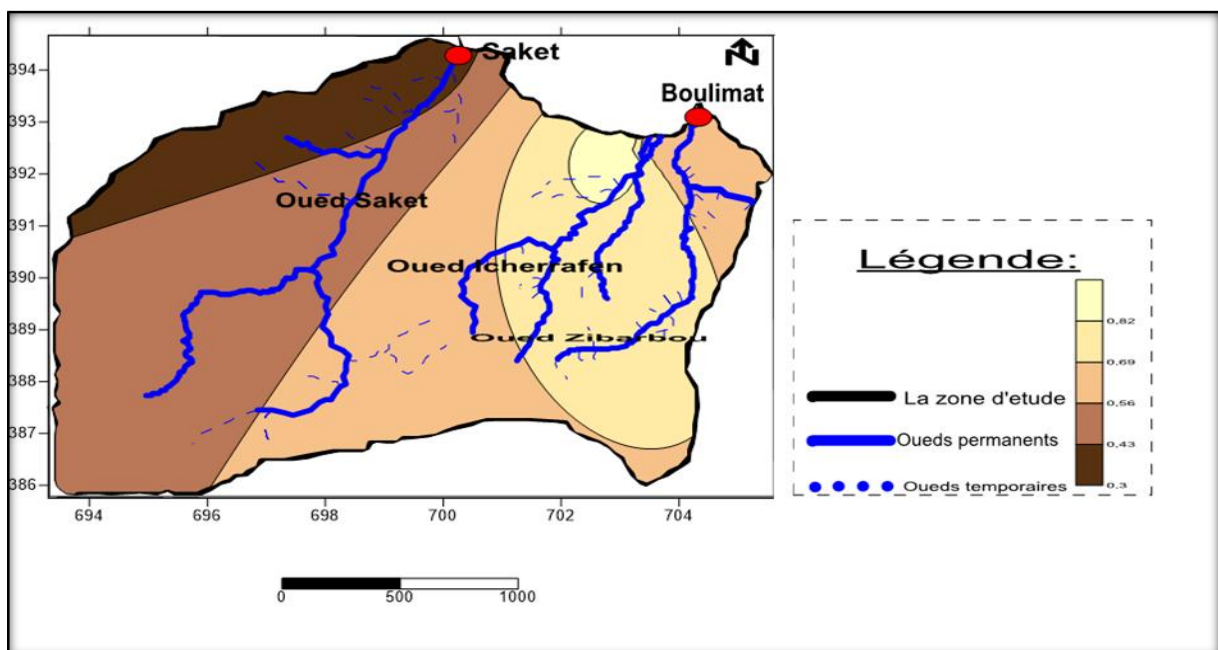 Saket
Boulimat
Oued Saket
Oued Icherrafen
Oued Zibarbou
394
393
392
391
390
389
388
387
386
694
696
698
700
702
704
0
500
1000
N
Légende:
0,82
0,69
0,56
0,43
0,3
La zone d'etude
Oueds permanents
Oueds temporaires